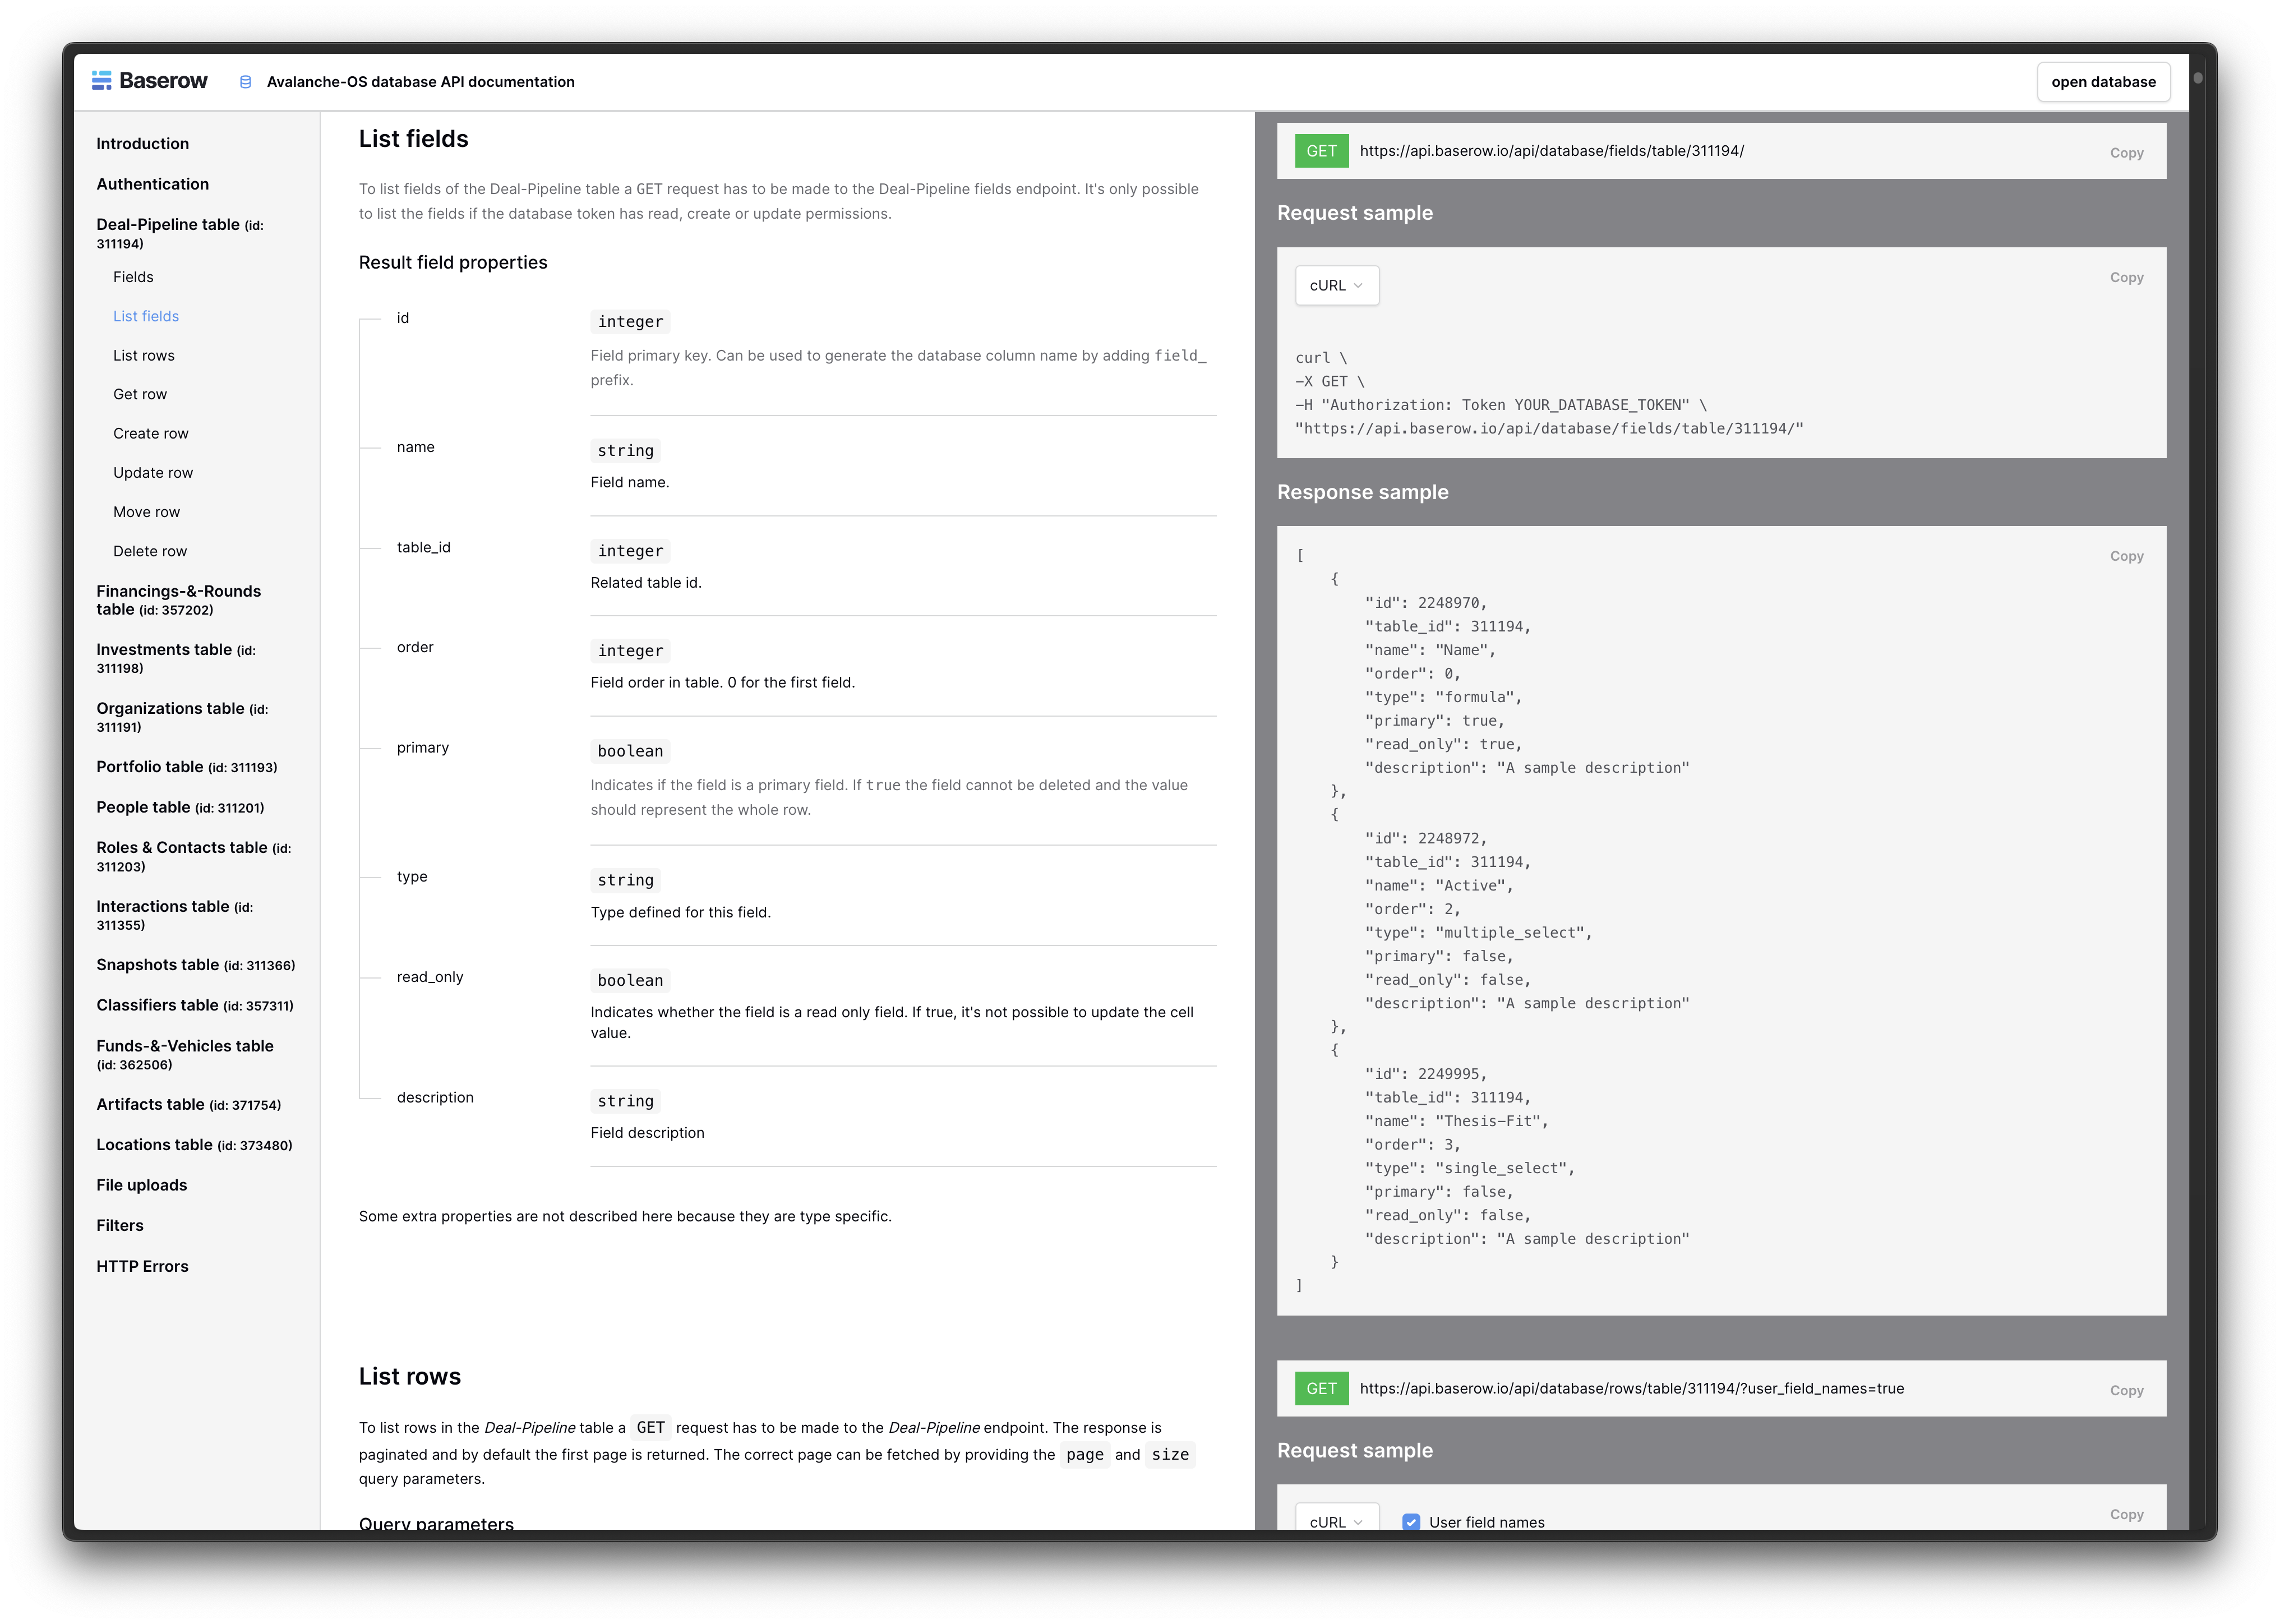 Baserow
Avalanche-OS database API documentation
open database
Introduction
Authentication
Deal-Pipeline table (id:
311194)
Fields
List fields
List rows
Get row
Create row
Update row
Move row
Delete row
Financings-&-Rounds
table (id: 357202)
Investments table (id:
311198)
Organizations table (id:
311191)
Portfolio table (id: 311193)
People table (id: 311201)
Roles & Contacts table (id:
311203)
Interactions table (id:
311355)
Snapshots table (id: 311366)
Classifiers table (id: 357311)
Funds-&-Vehicles table
(id: 362506)
Artifacts table (id: 371754)
Locations table (id: 373480)
File uploads
Filters
HTTP Errors
List fields
To list fields of the Deal-Pipeline table a GET request has to be made to the Deal-Pipeline fields endpoint. It's only possible
to list the fields if the database token has read, create or update permissions.
Result field properties
id
integer
Field primary key. Can be used to generate the database column name by adding field_
prefix.
name
string
Field name.
table_id
integer
Related table id.
order
integer
Field order in table. 0 for the first field.
primary
boolean
Indicates if the field is a primary field. If true the field cannot be deleted and the value
should represent the whole row.
type
string
Type defined for this field.
read_only
boolean
Indicates whether the field is a read only field. If true, it's not possible to update the cell
value.
description
string
Field description
Some extra properties are not described here because they are type specific.
List rows
To list rows in the Deal-Pipeline table a GET request has to be made to the Deal-Pipeline endpoint. The response is
paginated and by default the first page is returned. The correct page can be fetched by providing the page and size
query parameters.
Query parameters
GET https://api.baserow.io/api/database/fields/table/311194/
Copy
Request sample
cURL
Copy
curl \
-X GET \
-H "Authorization: Token YOUR_DATABASE_TOKEN" \
"https://api.baserow.io/api/database/fields/table/311194/"
Response sample
Copy
[
{
"id": 2248970,
"table_id": 311194,
"name": "Name",
"order": 0,
"type": "formula",
"primary": true,
"read_only": true,
"description": "A sample description"
},
{
"id": 2248972,
"table_id": 311194,
"name": "Active",
"order": 2,
"type": "multiple_select",
"primary": false,
"read_only": false,
"description": "A sample description"
},
{
"id": 2249995,
"table_id": 311194,
"name": "Thesis-Fit",
"order": 3,
"type": "single_select",
"primary": false,
"read_only": false,
"description": "A sample description"
}
]
GET https://api.baserow.io/api/database/rows/table/311194/?user_field_names=true
Copy
Request sample
cURL
User field names
Copy